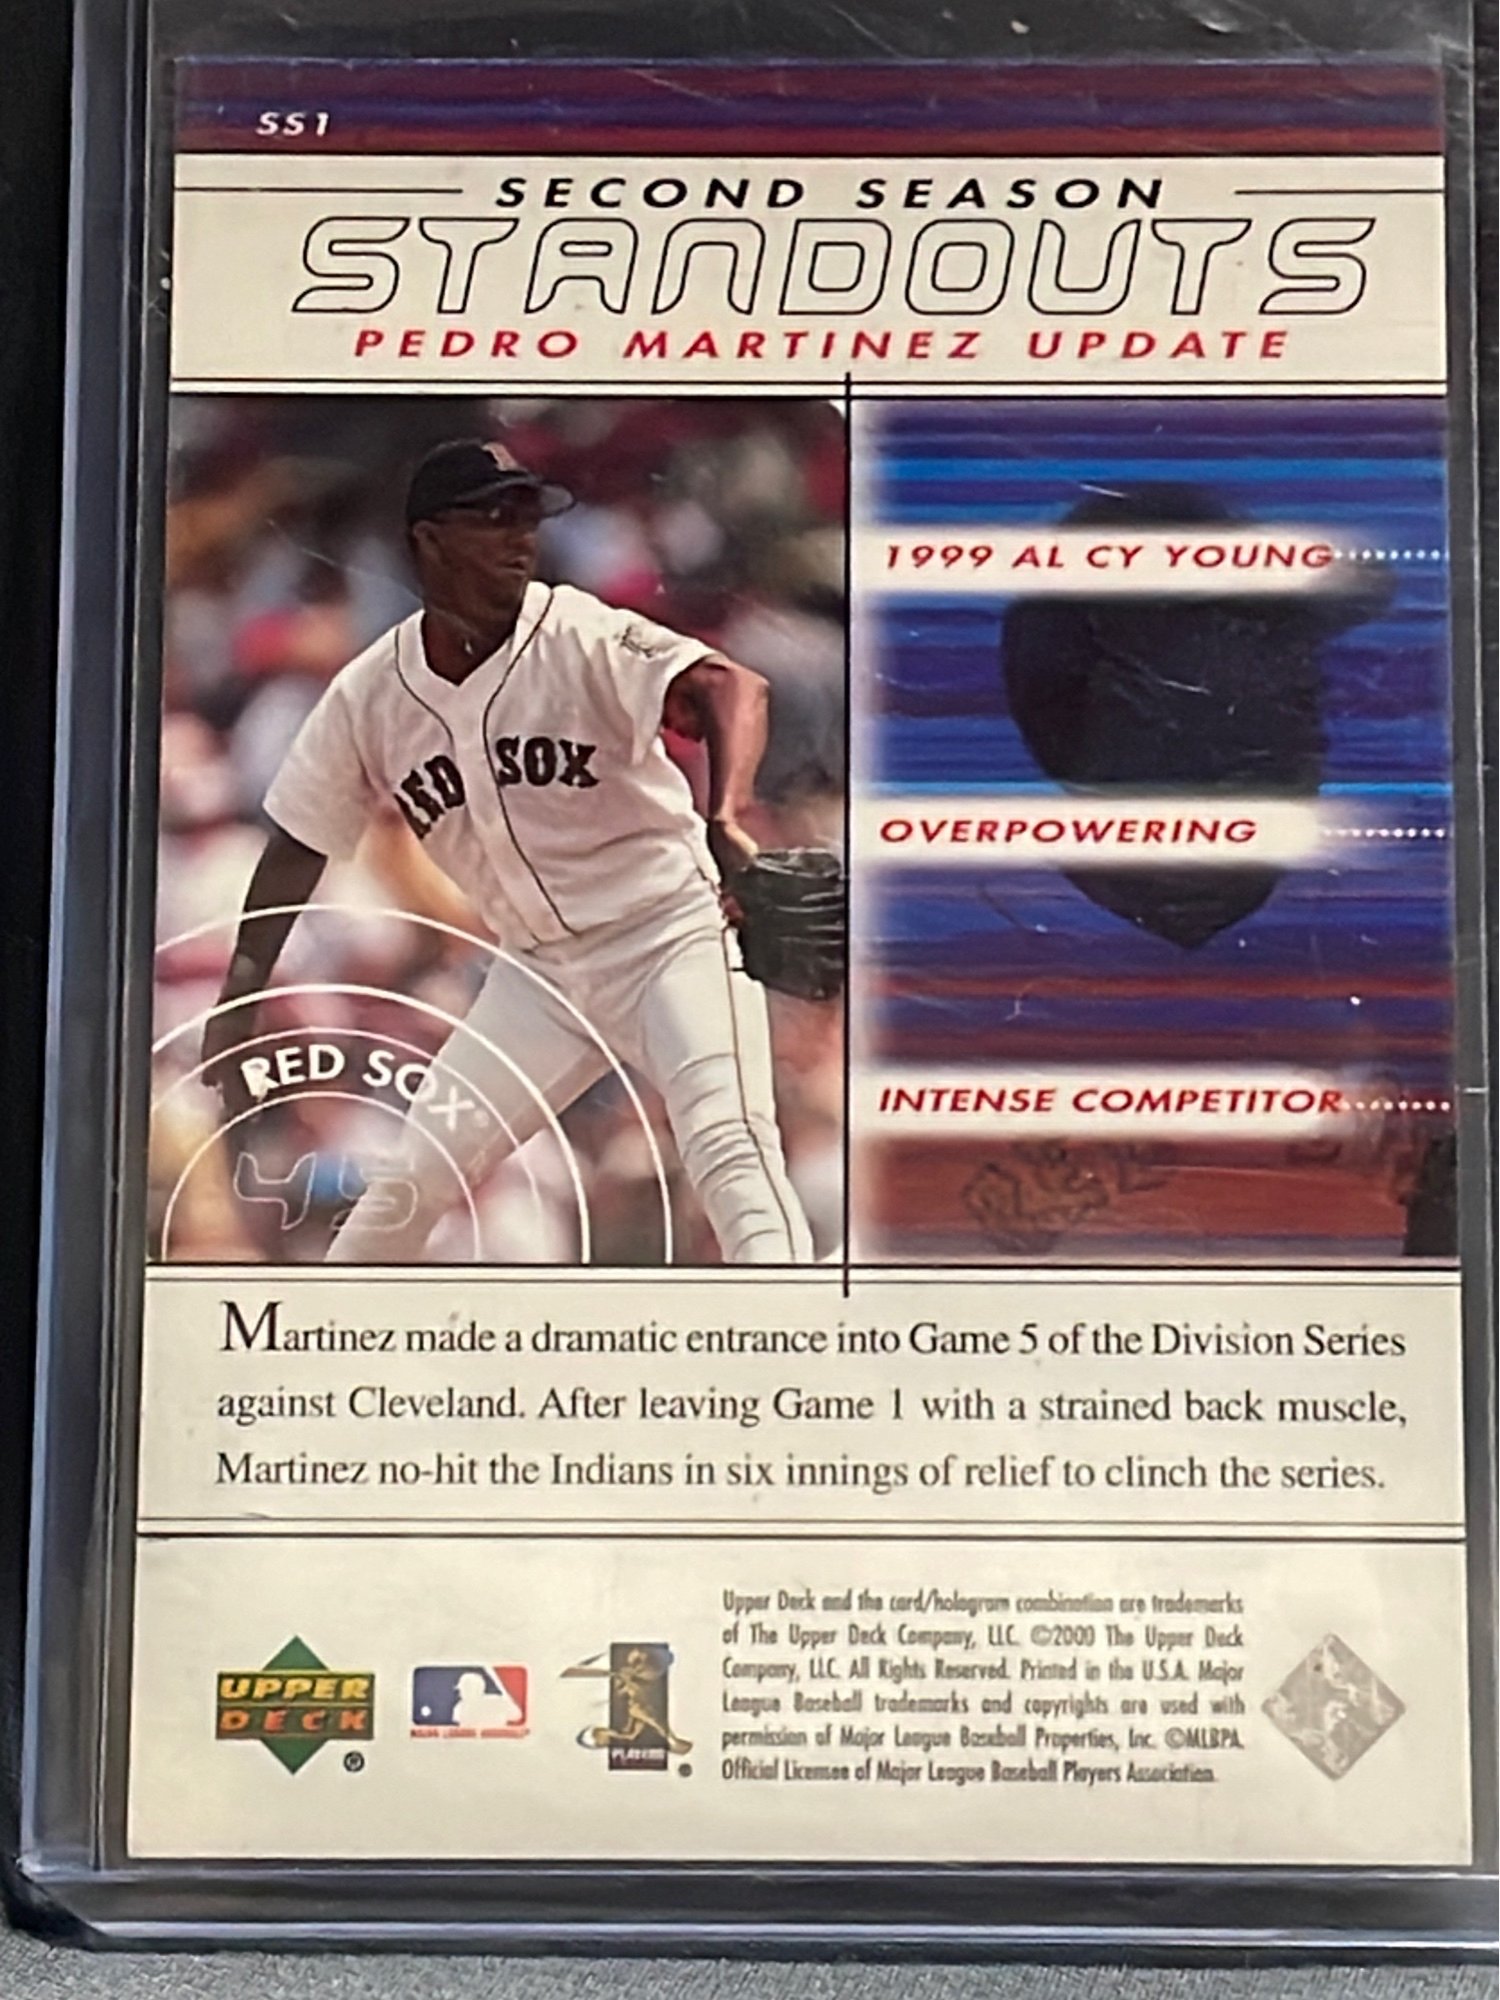 SS1
SECOND SEASON
STANDOUTS
PEDRO MARTINEZ UPDATE
1999 AL CY YOUNG
OVERPOWERING
INTENSE COMPETITOR
RED SOX
RED SOX®
45
Martinez made a dramatic entrance into Game 5 of the Division Series
against Cleveland. After leaving Game 1 with a strained back muscle,
Martinez no-hit the Indians in six innings of relief to clinch the series.
Upper Deck and the card/hologram combination are trademarks
of The Upper Deck Company, LLC. ©2000 The Upper Deck
Company, LLC. All Rights Reserved. Printed in the U.S.A. Major
League Baseball trademarks and copyrights are used with
permission of Major League Baseball Properties, Inc. ©MLBPA
Official Licensee of Major League Baseball Players Association.
UPPER
DECK
®
MAJOR LEAGUE BASEBALL
PLAYERS